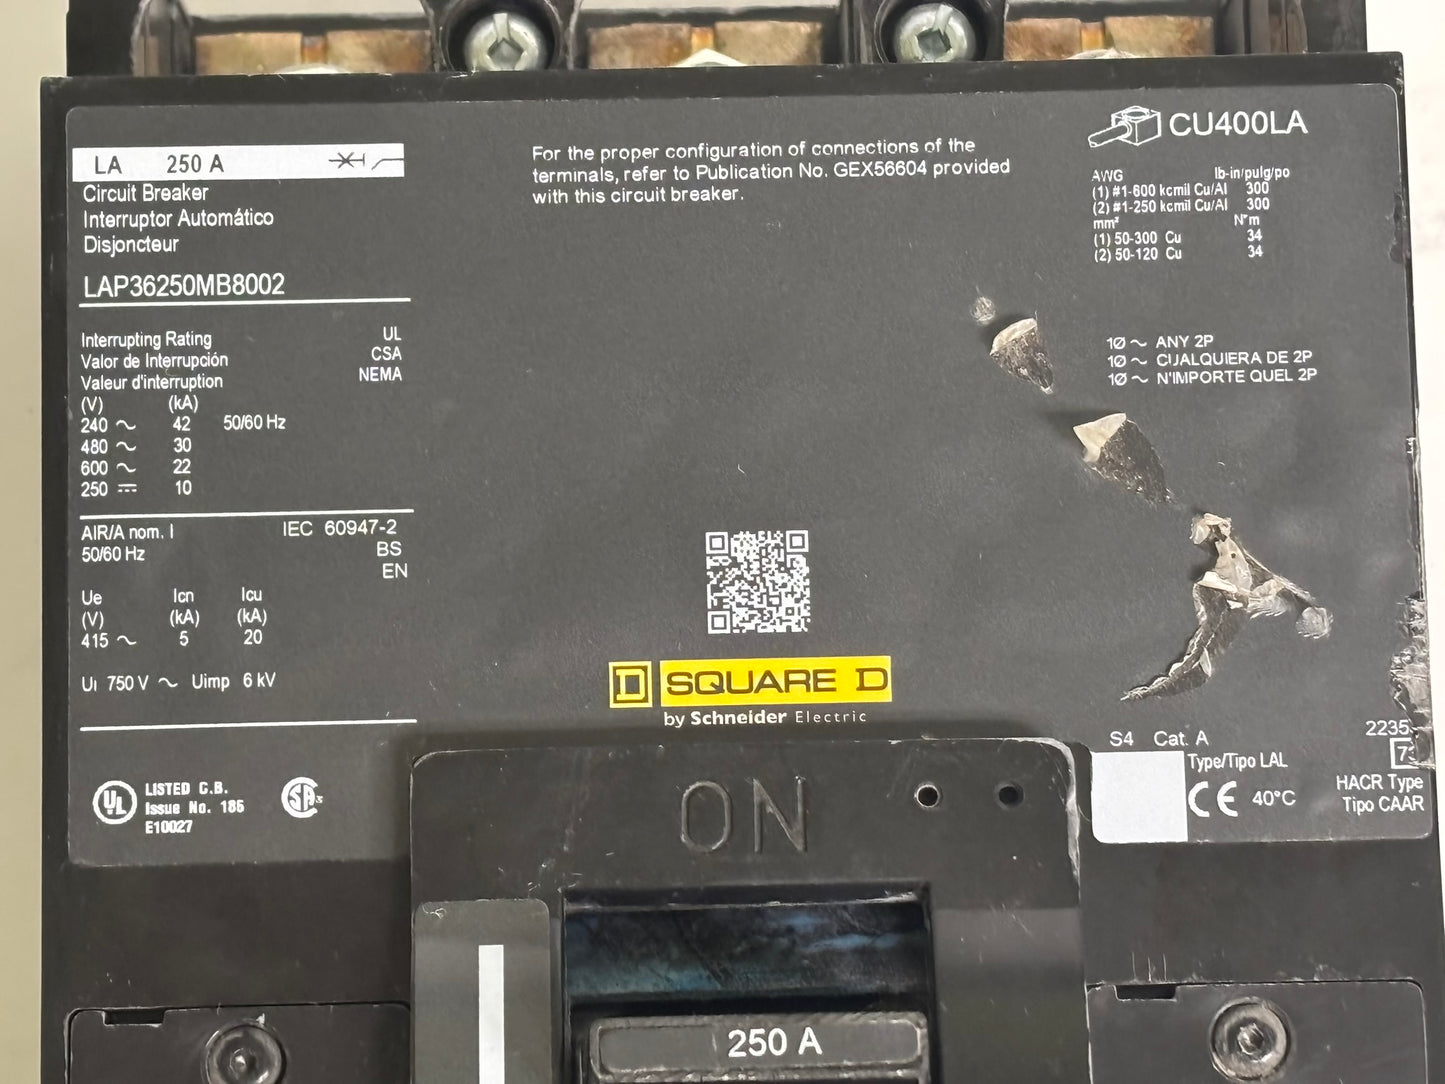 LA 250 A
Circuit Breaker
Interruptor Automático
Disjoncteur
LAP36250MB8002
Interrupting Rating UL
Valor de Interrupción CSA
Valeur d'interruption NEMA
(V) (kA)
240 ~ 42 50/60 Hz
480 ~ 30
600 ~ 22
250 ⎓ 10
AIR/A nom. I IEC 60947-2
50/60 Hz BS
EN
Ue Icn Icu
(V) (kA) (kA)
415 ~ 5 20
Ui 750 V ~ Uimp 6 kV
UL LISTED C.B.
Issue No. 185
E10027
For the proper configuration of connections of the
terminals, refer to Publication No. GEX56604 provided
with this circuit breaker.
SQUARE D
by Schneider Electric
CU400LA
AWG lb-in/pulg/po
(1) #1-600 kcmil Cu/Al 300
(2) #1-250 kcmil Cu/Al 300
mm² N*m
(1) 50-300 Cu 34
(2) 50-120 Cu 34
1Ø ~ ANY 2P
1Ø ~ CUALQUIERA DE 2P
1Ø ~ N'IMPORTE QUEL 2P
S4 Cat. A
Type/Tipo LAL
CE 40°C
HACR Type
Tipo CAAR
ON
250 A